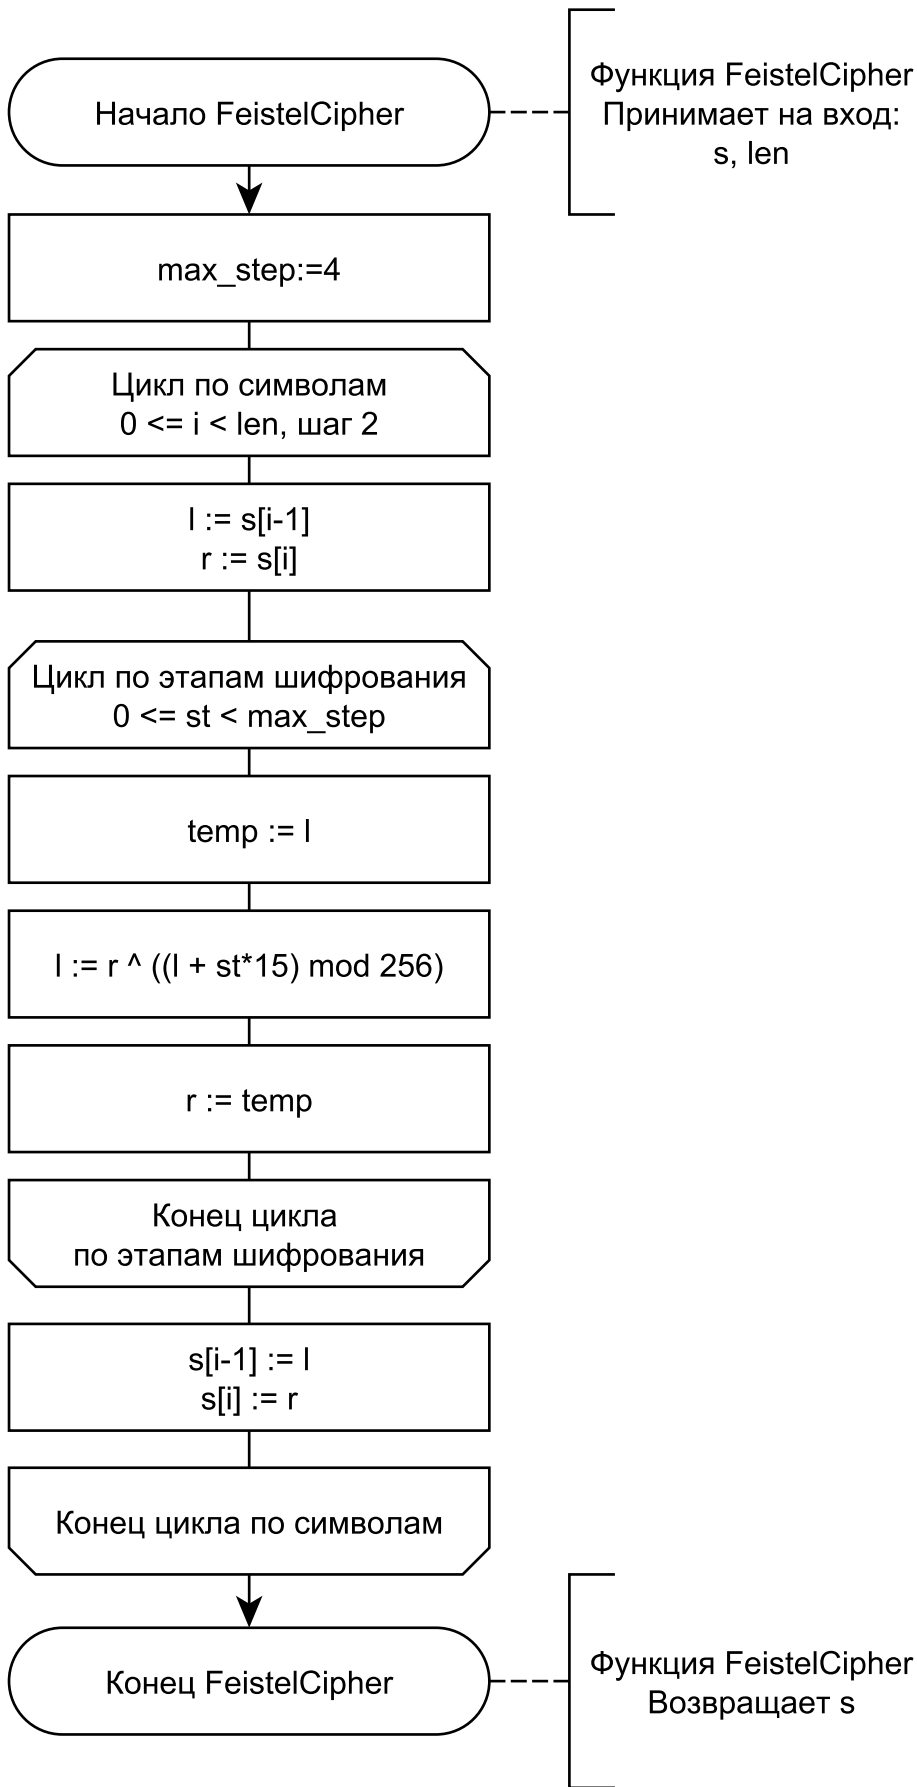 Начало FeistelCipher
Функция FeistelCipher
Принимает на вход:
s, len
max_step:=4
Цикл по символам
0 <= i < len, шаг 2
l := s[i-1]
r := s[i]
Цикл по этапам шифрования
0 <= st < max_step
temp := l
l := r ^ ((l + st*15) mod 256)
r := temp
Конец цикла
по этапам шифрования
s[i-1] := l
s[i] := r
Конец цикла по символам
Конец FeistelCipher
Функция FeistelCipher
Возвращает s